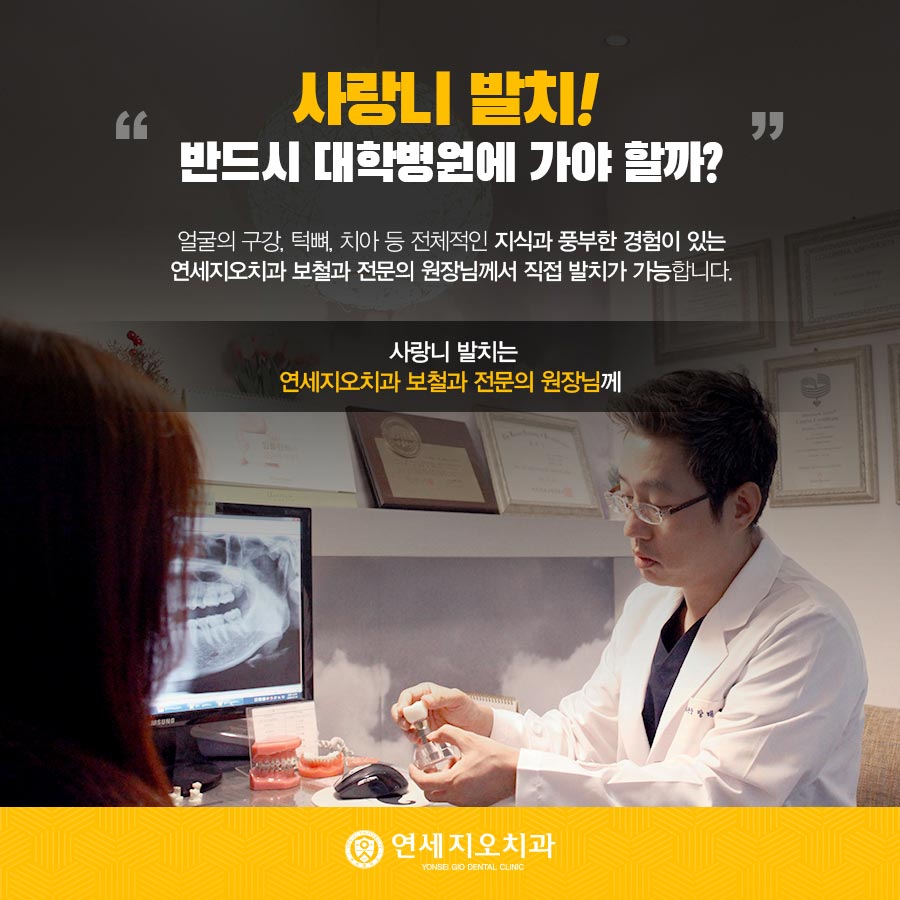 “ 사랑니 발치! ”
반드시 대학병원에 가야 할까?
얼굴의 구강, 턱뼈, 치아 등 전체적인 지식과 풍부한 경험이 있는
연세지오치과 보철과 전문의 원장님께서 직접 발치가 가능합니다.
사랑니 발치는
연세지오치과 보철과 전문의 원장님께
SAMSUNG
연세지오치과
YONSEI GIO DENTAL CLINIC